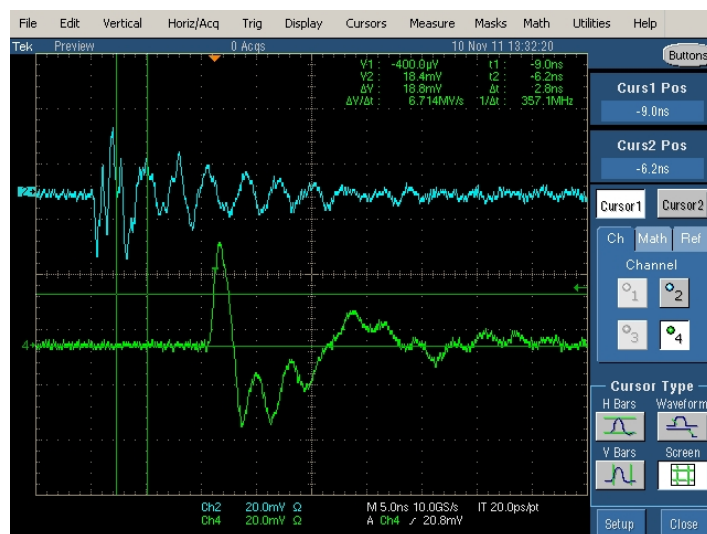 File Edit Vertical Horiz/Acq Trig Display Cursors Measure Masks Math Utilities Help
Tek Preview 0 Acqs 10 Nov 11 13:32:20
Buttons
V1 : -400.0µV t1 : -9.0ns
V2 : 18.4mV t2 : -6.2ns
ΔV : 18.8mV Δt : 2.8ns
ΔV/Δt : 6.714MV/s 1/Δt : 357.1MHz
Curs1 Pos
-9.0ns
Curs2 Pos
-6.2ns
Cursor1 Cursor2
Ch Math Ref
Channel
1 2
3 4
Cursor Type
H Bars Waveform
V Bars Screen
Setup Close
4
Ch2 20.0mV Ω M 5.0ns 10.0GS/s IT 20.0ps/pt
Ch4 20.0mV Ω A Ch4 20.8mV